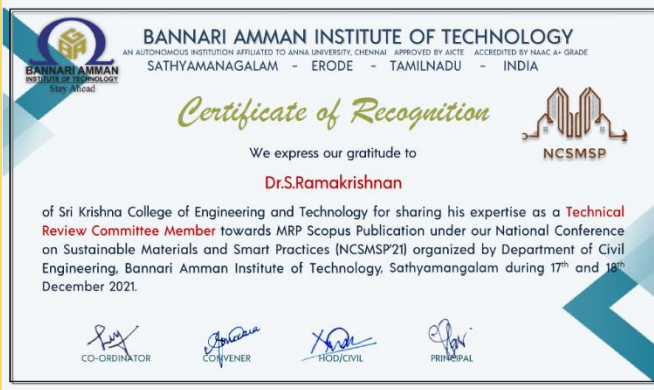 BANNARI AMMAN INSTITUTE OF TECHNOLOGY
AN AUTONOMOUS INSTITUTION AFFILIATED TO ANNA UNIVERSITY, CHENNAI APPROVED BY AICTE ACCREDITED BY NAAC A+ GRADE
SATHYAMANAGALAM - ERODE - TAMILNADU - INDIA
BANNARI AMMAN
INSTITUTE OF TECHNOLOGY
Stay Ahead
Certificate of Recognition
NCSMSP
We express our gratitude to
Dr.S.Ramakrishnan
of Sri Krishna College of Engineering and Technology for sharing his expertise as a Technical
Review Committee Member towards MRP Scopus Publication under our National Conference
on Sustainable Materials and Smart Practices (NCSMSP'21) organized by Department of Civil
Engineering, Bannari Amman Institute of Technology, Sathyamangalam during 17th and 18th
December 2021.
CO-ORDINATOR CONVENER HOD/CIVIL PRINCIPAL